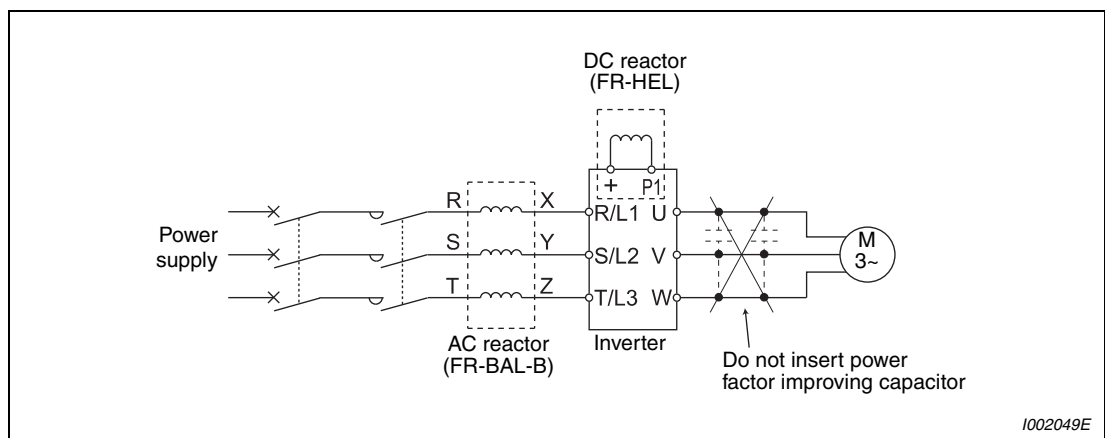 DC reactor
(FR-HEL)
+ P1
R X R/L1 U
Power
supply
S Y S/L2 V
M
3~
T Z T/L3 W
AC reactor
(FR-BAL-B)
Inverter
Do not insert power
factor improving capacitor
I002049E